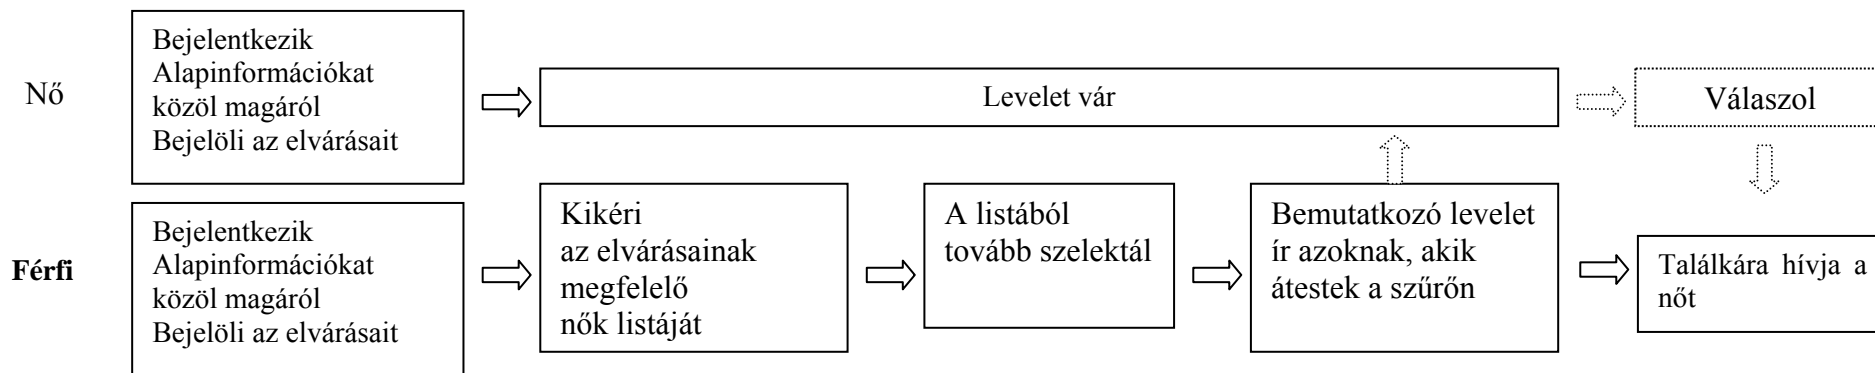 Nő
Bejelentkezik
Alapinformációkat
közöl magáról
Bejelöli az elvárásait
Levelet vár
Válaszol
Férfi
Bejelentkezik
Alapinformációkat
közöl magáról
Bejelöli az elvárásait
Kikéri
az elvárásainak
megfelelő
nők listáját
A listából
tovább szelektál
Bemutatkozó levelet
ír azoknak, akik
átestek a szűrőn
Találkára hívja a
nőt